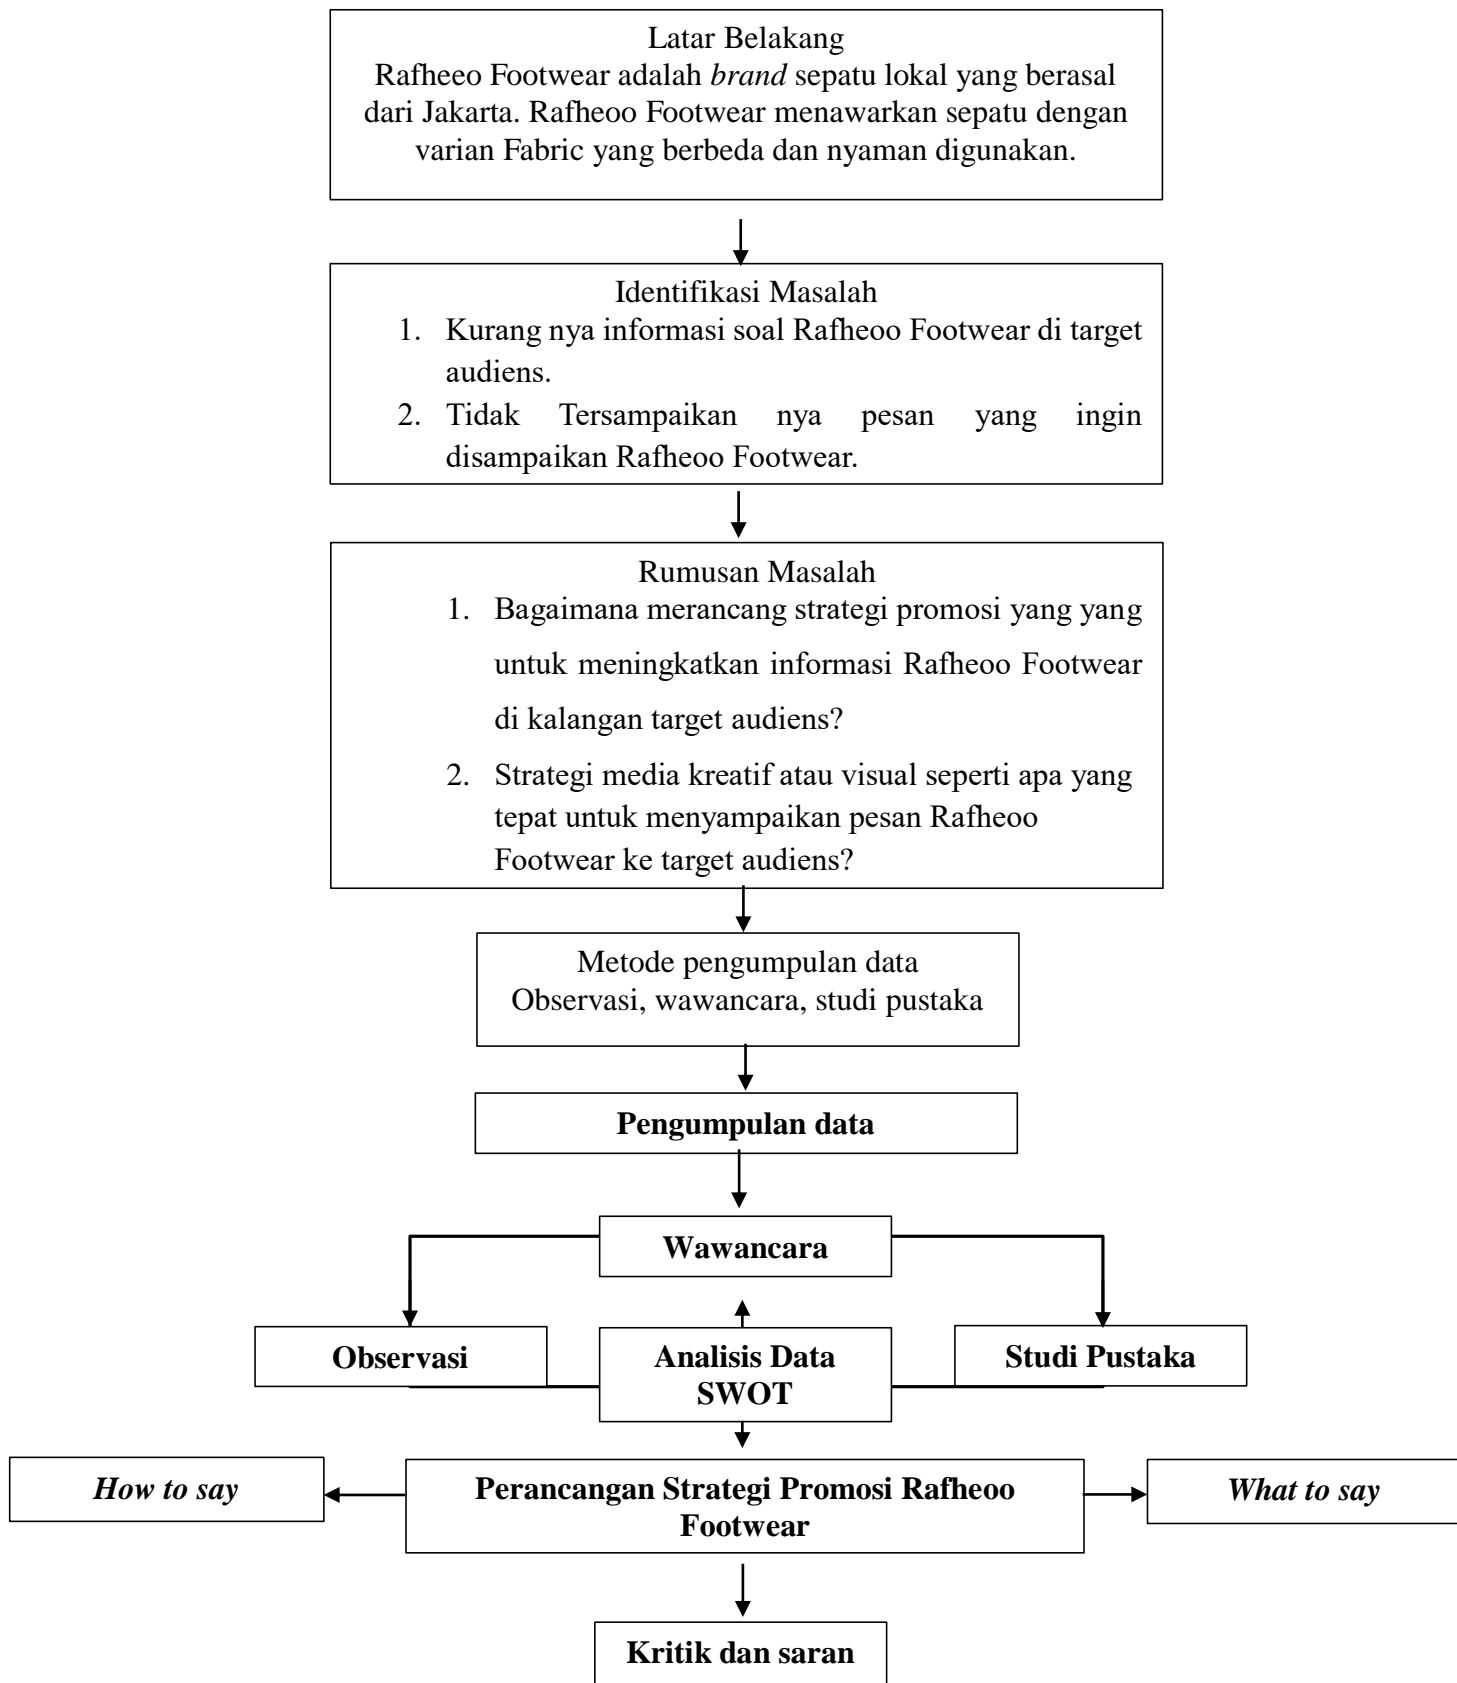 Latar Belakang
Rafheeo Footwear adalah brand sepatu lokal yang berasal
dari Jakarta. Rafheoo Footwear menawarkan sepatu dengan
varian Fabric yang berbeda dan nyaman digunakan.
Identifikasi Masalah
1. Kurang nya informasi soal Rafheoo Footwear di target
audiens.
2. Tidak Tersampaikan nya pesan yang ingin
disampaikan Rafheoo Footwear.
Rumusan Masalah
1. Bagaimana merancang strategi promosi yang yang
untuk meningkatkan informasi Rafheoo Footwear
di kalangan target audiens?
2. Strategi media kreatif atau visual seperti apa yang
tepat untuk menyampaikan pesan Rafheoo
Footwear ke target audiens?
Metode pengumpulan data
Observasi, wawancara, studi pustaka
Pengumpulan data
Wawancara
Observasi
Analisis Data
SWOT
Studi Pustaka
How to say
Perancangan Strategi Promosi Rafheoo
Footwear
What to say
Kritik dan saran